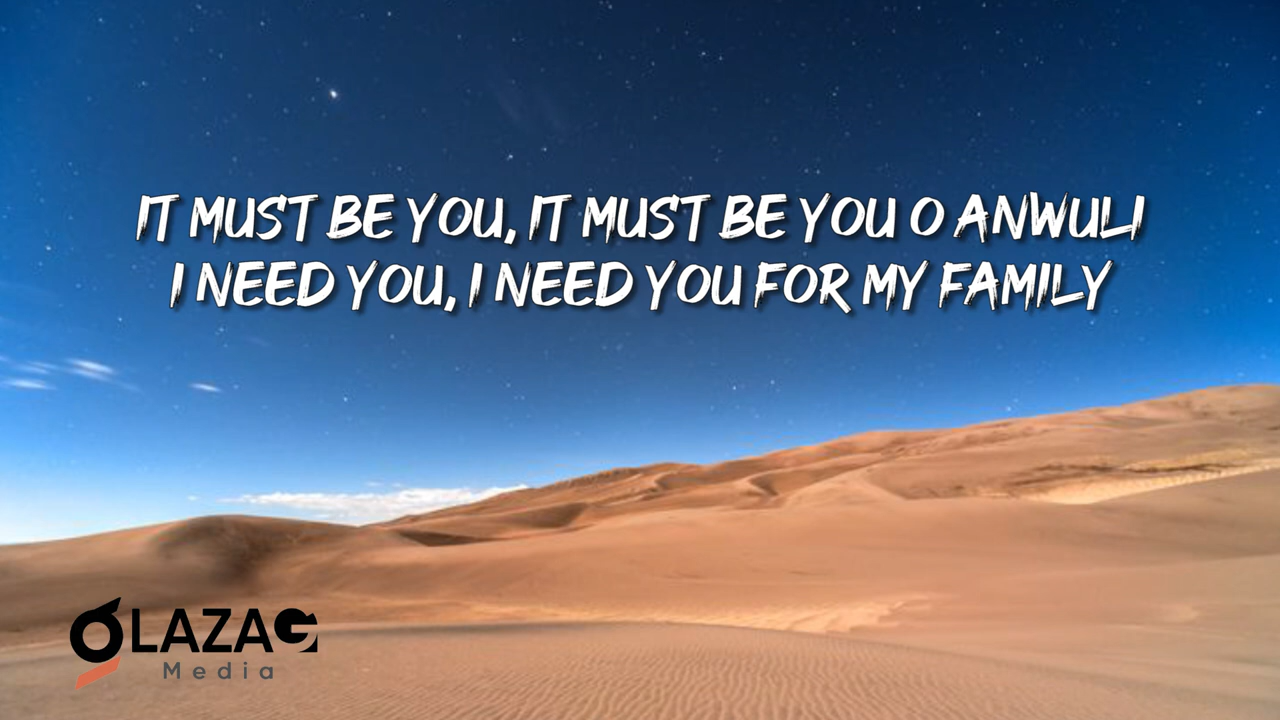 IT MUST BE YOU, IT MUST BE YOU O ANWULI
I NEED YOU, I NEED YOU FOR MY FAMILY
OLAZAG
Media